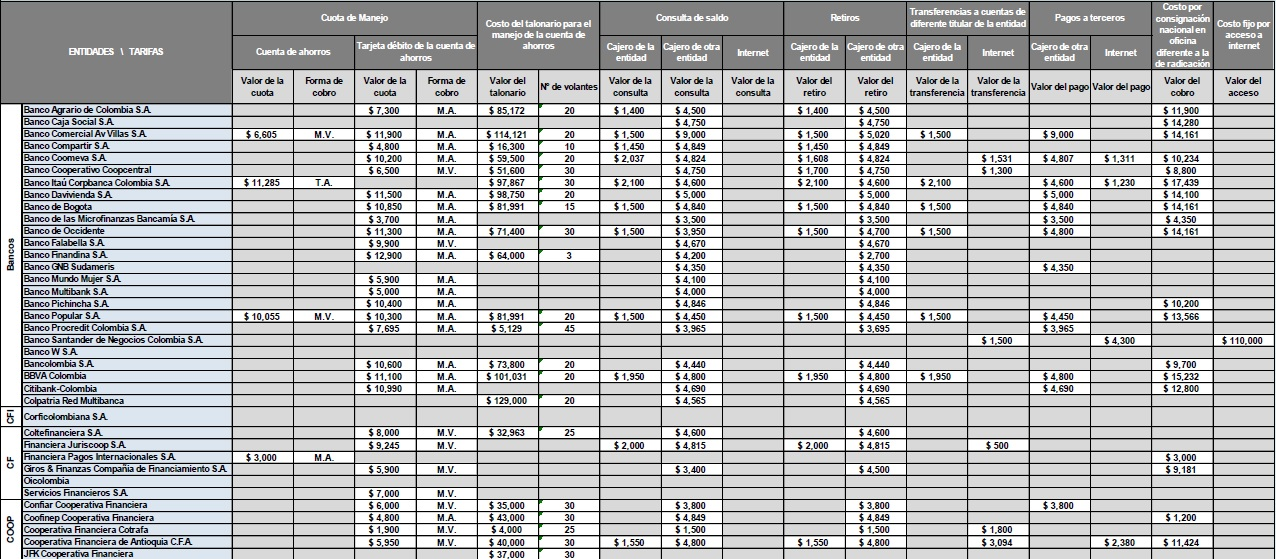 ENTIDADES \ TARIFAS
Cuota de Manejo
Costo del talonario para el manejo de la cuenta de ahorros
Consulta de saldo
Retiros
Transferencias a cuentas de diferente titular de la entidad
Pagos a terceros
Costo por consignación nacional en oficina diferente a la de radicación
Costo fijo por acceso a internet
Cuenta de ahorros
Tarjeta débito de la cuenta de ahorros
Cajero de la entidad
Cajero de otra entidad
Internet
Cajero de la entidad
Cajero de otra entidad
Cajero de la entidad
Internet
Cajero de otra entidad
Internet
Valor de la cuota
Forma de cobro
Valor de la cuota
Forma de cobro
Valor del talonario
N° de volantes
Valor de la consulta
Valor de la consulta
Valor de la consulta
Valor del retiro
Valor del retiro
Valor de la transferencia
Valor de la transferencia
Valor del pago
Valor del pago
Valor del cobro
Valor del acceso
Bancos
Banco Agrario de Colombia S.A. $ 7,300 M.A. $ 85,172 20 $ 1,400 $ 4,500 $ 1,400 $ 4,500 $ 11,900
Banco Caja Social S.A. $ 4,750 $ 4,750 $ 14,280
Banco Comercial Av Villas S.A. $ 6,605 M.V. $ 11,900 M.A. $ 114,121 20 $ 1,500 $ 9,000 $ 1,500 $ 5,020 $ 1,500 $ 9,000 $ 14,161
Banco Compartir S.A. $ 4,800 M.A. $ 16,300 10 $ 1,450 $ 4,849 $ 1,450 $ 4,849
Banco Coomeva S.A. $ 10,200 M.A. $ 59,500 20 $ 2,037 $ 4,824 $ 1,608 $ 4,824 $ 1,531 $ 4,807 $ 1,311 $ 10,234
Banco Cooperativo Coopcentral $ 6,500 M.V. $ 51,600 30 $ 4,750 $ 1,700 $ 4,750 $ 1,300 $ 8,800
Banco Itaú Corpbanca Colombia S.A. $ 11,285 T.A. $ 97,867 30 $ 2,100 $ 4,600 $ 2,100 $ 4,600 $ 2,100 $ 4,600 $ 1,230 $ 17,439
Banco Davivienda S.A. $ 11,500 M.A. $ 98,750 20 $ 5,000 $ 5,000 $ 5,000 $ 14,100
Banco de Bogota $ 10,850 M.A. $ 81,991 15 $ 1,500 $ 4,840 $ 1,500 $ 4,840 $ 1,500 $ 4,840 $ 14,161
Banco de las Microfinanzas Bancamía S.A. $ 3,700 M.A. $ 3,500 $ 3,500 $ 3,500 $ 4,350
Banco de Occidente $ 11,300 M.A. $ 71,400 30 $ 1,500 $ 3,950 $ 1,500 $ 4,700 $ 1,500 $ 4,800 $ 14,161
Banco Falabella S.A. $ 9,900 M.V. $ 4,670 $ 4,670
Banco Finandina S.A. $ 12,900 M.A. $ 64,000 3 $ 4,200 $ 2,700
Banco GNB Sudameris $ 4,350 $ 4,350 $ 4,350
Banco Mundo Mujer S.A. $ 5,900 M.A. $ 4,100 $ 4,100
Banco Multibank S.A. $ 5,000 M.A. $ 4,000 $ 4,000
Banco Pichincha S.A. $ 10,400 M.A. $ 4,846 $ 4,846 $ 10,200
Banco Popular S.A. $ 10,055 M.V. $ 10,300 M.A. $ 81,991 20 $ 1,500 $ 4,450 $ 1,500 $ 4,450 $ 1,500 $ 4,450 $ 13,566
Banco Procredit Colombia S.A. $ 7,695 M.A. $ 5,129 45 $ 3,965 $ 3,695 $ 3,965
Banco Santander de Negocios Colombia S.A. $ 1,500 $ 4,300 $ 110,000
Banco W S.A.
Bancolombia S.A. $ 10,600 M.A. $ 73,800 20 $ 4,440 $ 4,440 $ 9,700
BBVA Colombia $ 11,100 M.A. $ 101,031 20 $ 1,950 $ 4,800 $ 1,950 $ 4,800 $ 1,950 $ 4,800 $ 15,232
Citibank-Colombia $ 10,990 M.A. $ 4,690 $ 4,690 $ 4,690 $ 12,800
Colpatria Red Multibanca $ 129,000 20 $ 4,565 $ 4,565
CFI
Corficolombiana S.A.
CF
Coltefinanciera S.A. $ 8,000 M.V. $ 32,963 25 $ 4,600 $ 4,600
Financiera Juriscoop S.A. $ 9,245 M.V. $ 2,000 $ 4,815 $ 2,000 $ 4,815 $ 500
Financiera Pagos Internacionales S.A. $ 3,000 M.A. $ 3,000
Giros & Finanzas Compañia de Financiamiento S.A. $ 5,900 M.V. $ 3,400 $ 4,500 $ 9,181
Oicolombia
Servicios Financieros S.A. $ 7,000 M.V.
COOP
Confiar Cooperativa Financiera $ 6,000 M.V. $ 35,000 30 $ 3,800 $ 3,800 $ 3,800
Coofinep Cooperativa Financiera $ 4,800 M.A. $ 43,000 30 $ 4,849 $ 4,849 $ 1,200
Cooperativa Financiera Cotrafa $ 1,900 M.V. $ 4,000 25 $ 1,500 $ 1,500 $ 1,800
Cooperativa Financiera de Antioquia C.F.A. $ 5,950 M.V. $ 40,000 30 $ 1,550 $ 4,800 $ 1,550 $ 4,800 $ 3,094 $ 2,380 $ 11,424
JFK Cooperativa Financiera $ 37,000 30